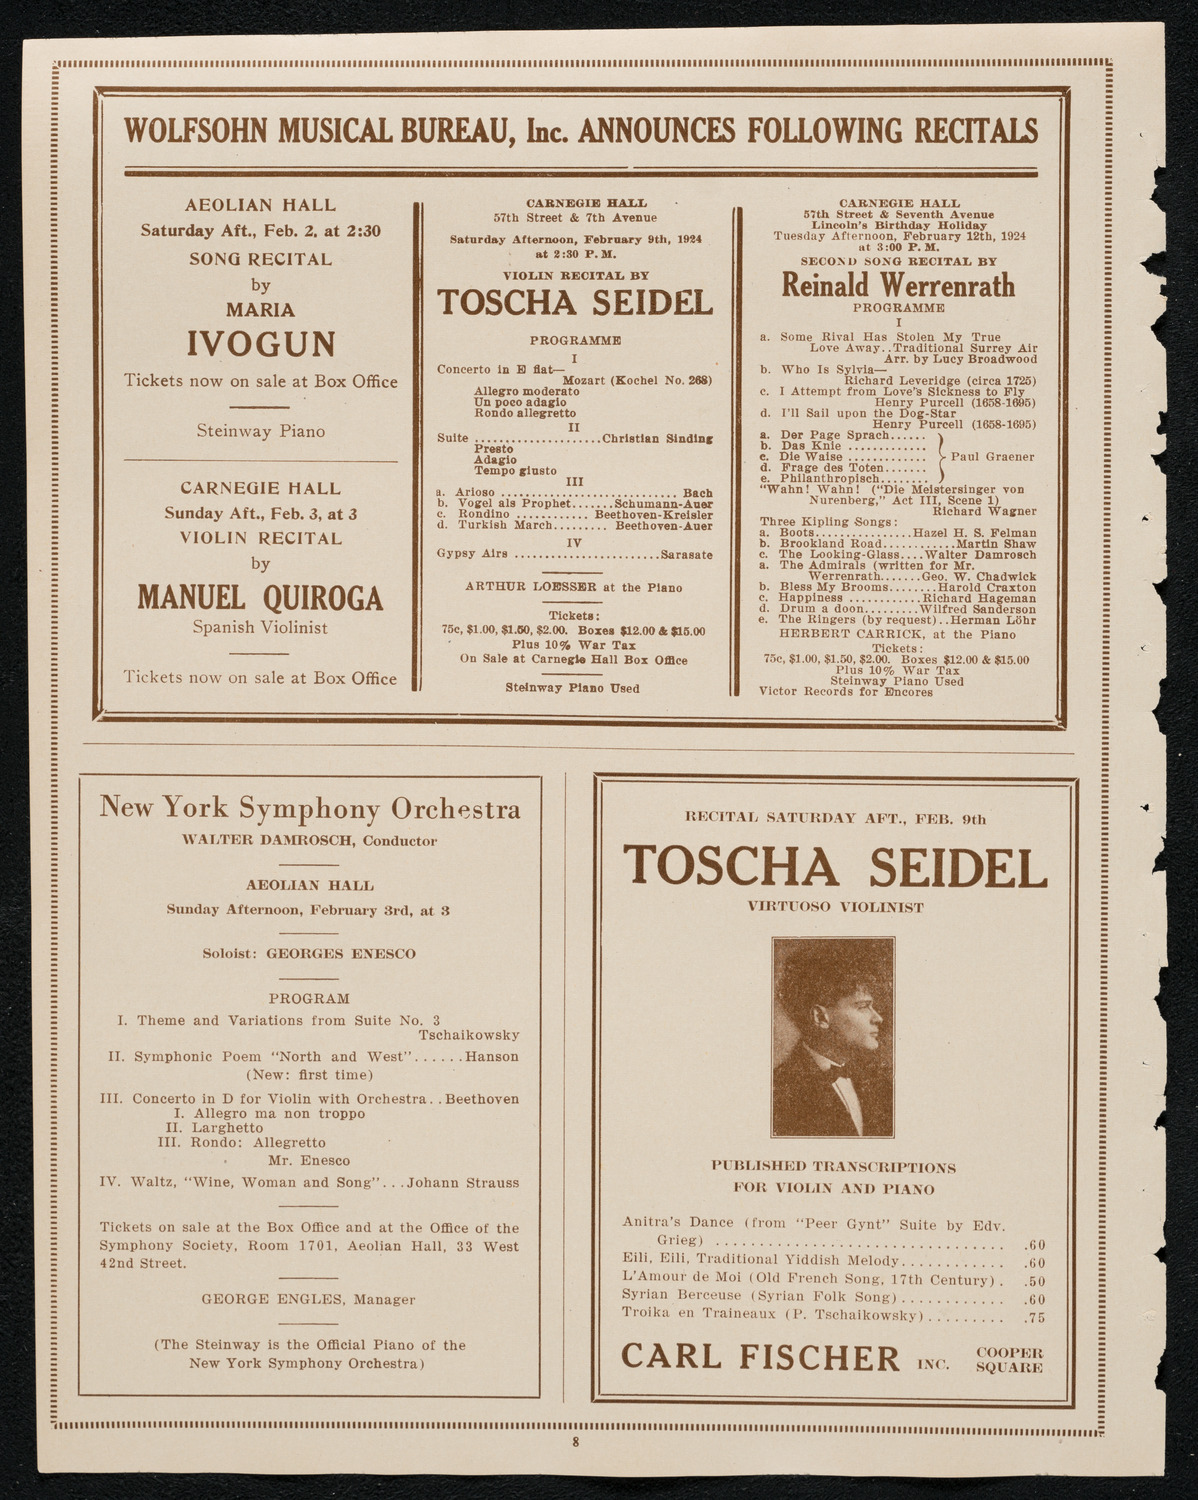 WOLFSOHN MUSICAL BUREAU, Inc. ANNOUNCES FOLLOWING RECITALS
AEOLIAN HALL
Saturday Aft., Feb. 2, at 2:30
SONG RECITAL
by
MARIA
IVOGUN
Tickets now on sale at Box Office
Steinway Piano
CARNEGIE HALL
Sunday Aft., Feb. 3, at 3
VIOLIN RECITAL
by
MANUEL QUIROGA
Spanish Violinist
Tickets now on sale at Box Office
CARNEGIE HALL
57th Street & 7th Avenue
Saturday Afternoon, February 9th, 1924
at 2:30 P. M.
VIOLIN RECITAL BY
TOSCHA SEIDEL
PROGRAMME
I
Concerto in E flat—
Mozart (Kochel No. 268)
Allegro moderato
Un poco adagio
Rondo allegretto
II
Suite ....................Christian Sinding
Presto
Adagio
Tempo giusto
III
a. Arioso ............................ Bach
b. Vogel als Prophet.......Schumann-Auer
c. Rondino ............ Beethoven-Kreisler
d. Turkish March......... Beethoven-Auer
IV
Gypsy Airs .......................Sarasate
ARTHUR LOESSER at the Piano
Tickets:
75c, $1.00, $1.50, $2.00. Boxes $12.00 & $15.00
Plus 10% War Tax
On Sale at Carnegie Hall Box Office
Steinway Piano Used
CARNEGIE HALL
57th Street & Seventh Avenue
Lincoln's Birthday Holiday
Tuesday Afternoon, February 12th, 1924
at 3:00 P. M.
SECOND SONG RECITAL BY
Reinald Werrenrath
PROGRAMME
I
a. Some Rival Has Stolen My True
Love Away..Traditional Surrey Air
Arr. by Lucy Broadwood
b. Who Is Sylvia—
Richard Leveridge (circa 1725)
c. I Attempt from Love's Sickness to Fly
Henry Purcell (1658-1695)
d. I'll Sail upon the Dog-Star
Henry Purcell (1658-1695)
a. Der Page Sprach......
b. Das Knie .............
c. Die Waise ............ } Paul Graener
d. Frage des Toten.......
e. Philanthropisch........
"Wahn! Wahn! ("Die Meistersinger von
Nurenberg," Act III, Scene 1)
Richard Wagner
Three Kipling Songs:
a. Boots...............Hazel H. S. Felman
b. Brookland Road...........Martin Shaw
c. The Looking-Glass....Walter Damrosch
a. The Admirals (written for Mr.
Werrenrath.......Geo. W. Chadwick
b. Bless My Brooms........Harold Craxton
c. Happiness ...........Richard Hageman
d. Drum a doon.........Wilfred Sanderson
e. The Ringers (by request)..Herman Löhr
HERBERT CARRICK, at the Piano
Tickets:
75c, $1.00, $1.50, $2.00. Boxes $12.00 & $15.00
Plus 10% War Tax
Steinway Piano Used
Victor Records for Encores
New York Symphony Orchestra
WALTER DAMROSCH, Conductor
AEOLIAN HALL
Sunday Afternoon, February 3rd, at 3
Soloist: GEORGES ENESCO
PROGRAM
I. Theme and Variations from Suite No. 3
Tschaikowsky
II. Symphonic Poem "North and West"......Hanson
(New: first time)
III. Concerto in D for Violin with Orchestra..Beethoven
I. Allegro ma non troppo
II. Larghetto
III. Rondo: Allegretto
Mr. Enesco
IV. Waltz, "Wine, Woman and Song"...Johann Strauss
Tickets on sale at the Box Office and at the Office of the
Symphony Society, Room 1701, Aeolian Hall, 33 West
42nd Street.
GEORGE ENGLES, Manager
(The Steinway is the Official Piano of the
New York Symphony Orchestra)
RECITAL SATURDAY AFT., FEB. 9th
TOSCHA SEIDEL
VIRTUOSO VIOLINIST
PUBLISHED TRANSCRIPTIONS
FOR VIOLIN AND PIANO
Anitra's Dance (from "Peer Gynt" Suite by Edv.
Grieg) ................................. .60
Eili, Eili, Traditional Yiddish Melody............ .60
L'Amour de Moi (Old French Song, 17th Century). .50
Syrian Berceuse (Syrian Folk Song)............ .60
Troika en Traineaux (P. Tschaikowsky)......... .75
CARL FISCHER INC. COOPER SQUARE
8